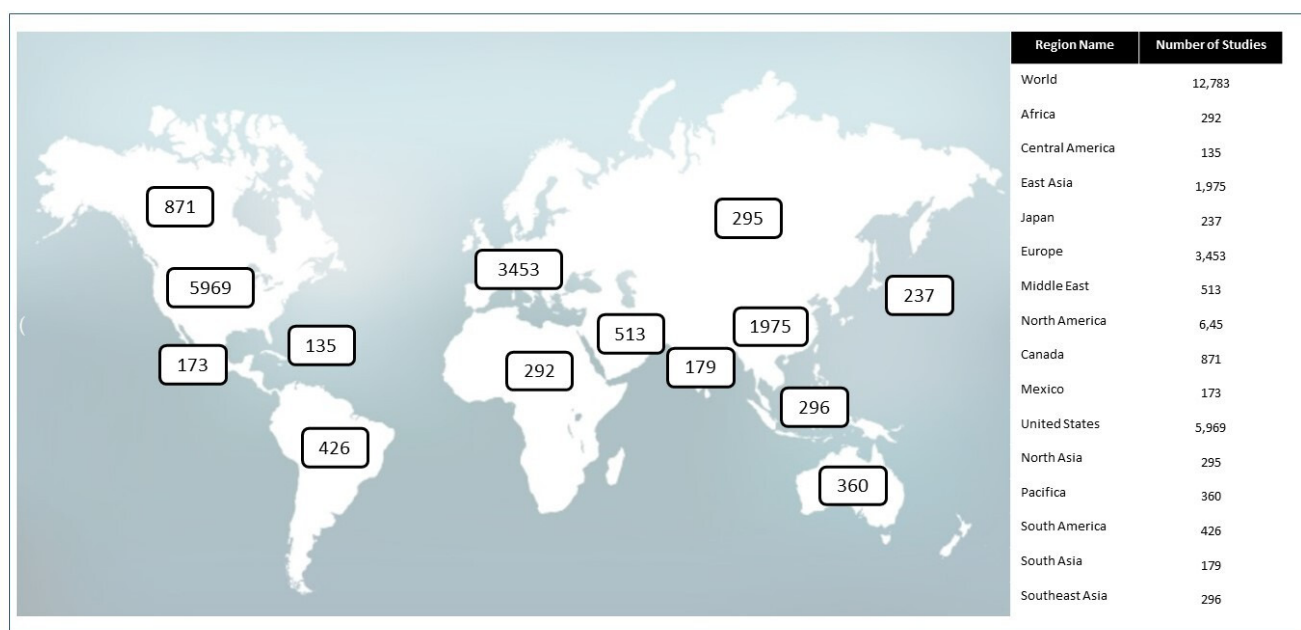 871
295
3453
5969
237
1975
513
135
179
173
292
296
426
360
Region Name Number of Studies
World 12,783
Africa 292
Central America 135
East Asia 1,975
Japan 237
Europe 3,453
Middle East 513
North America 6,45
Canada 871
Mexico 173
United States 5,969
North Asia 295
Pacifica 360
South America 426
South Asia 179
Southeast Asia 296